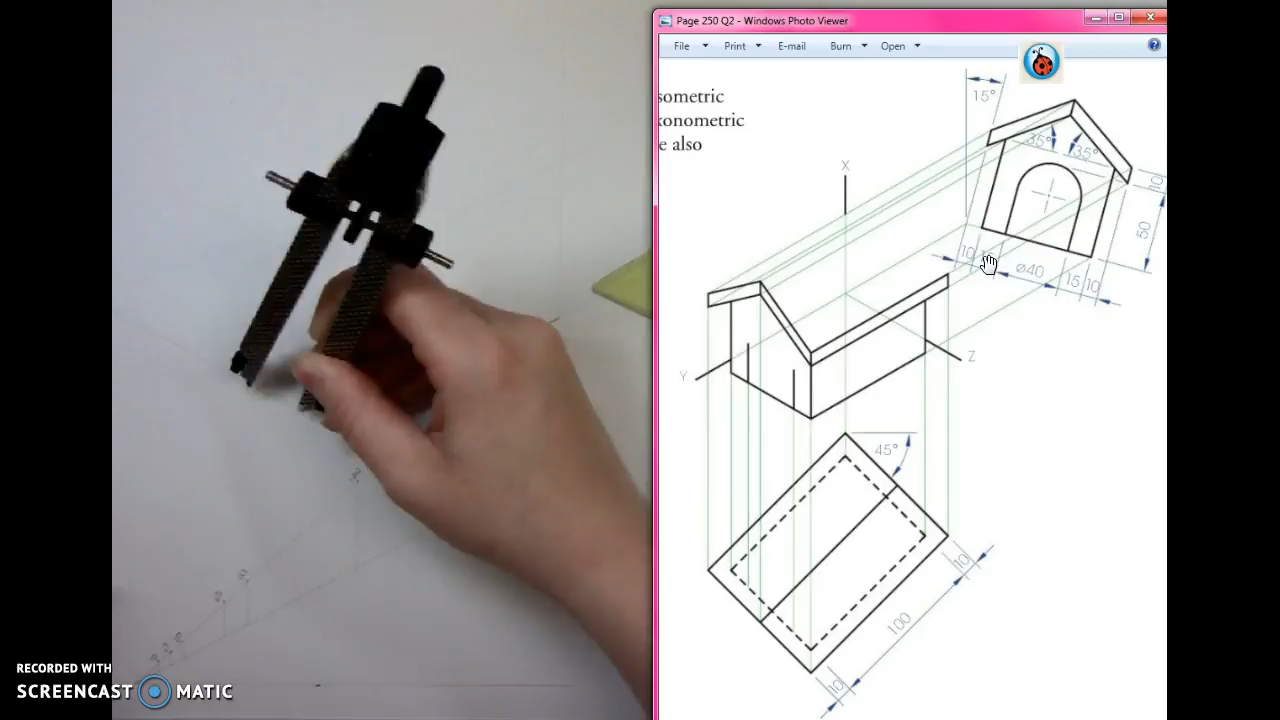 Page 250 Q2 - Windows Photo Viewer
File Print E-mail Burn Open
sometric
xonometric
e also
15°
35° 35°
10
50
X
10
ø40
15 10
Z
Y
45°
10
100
10
RECORDED WITH
SCREENCAST MATIC